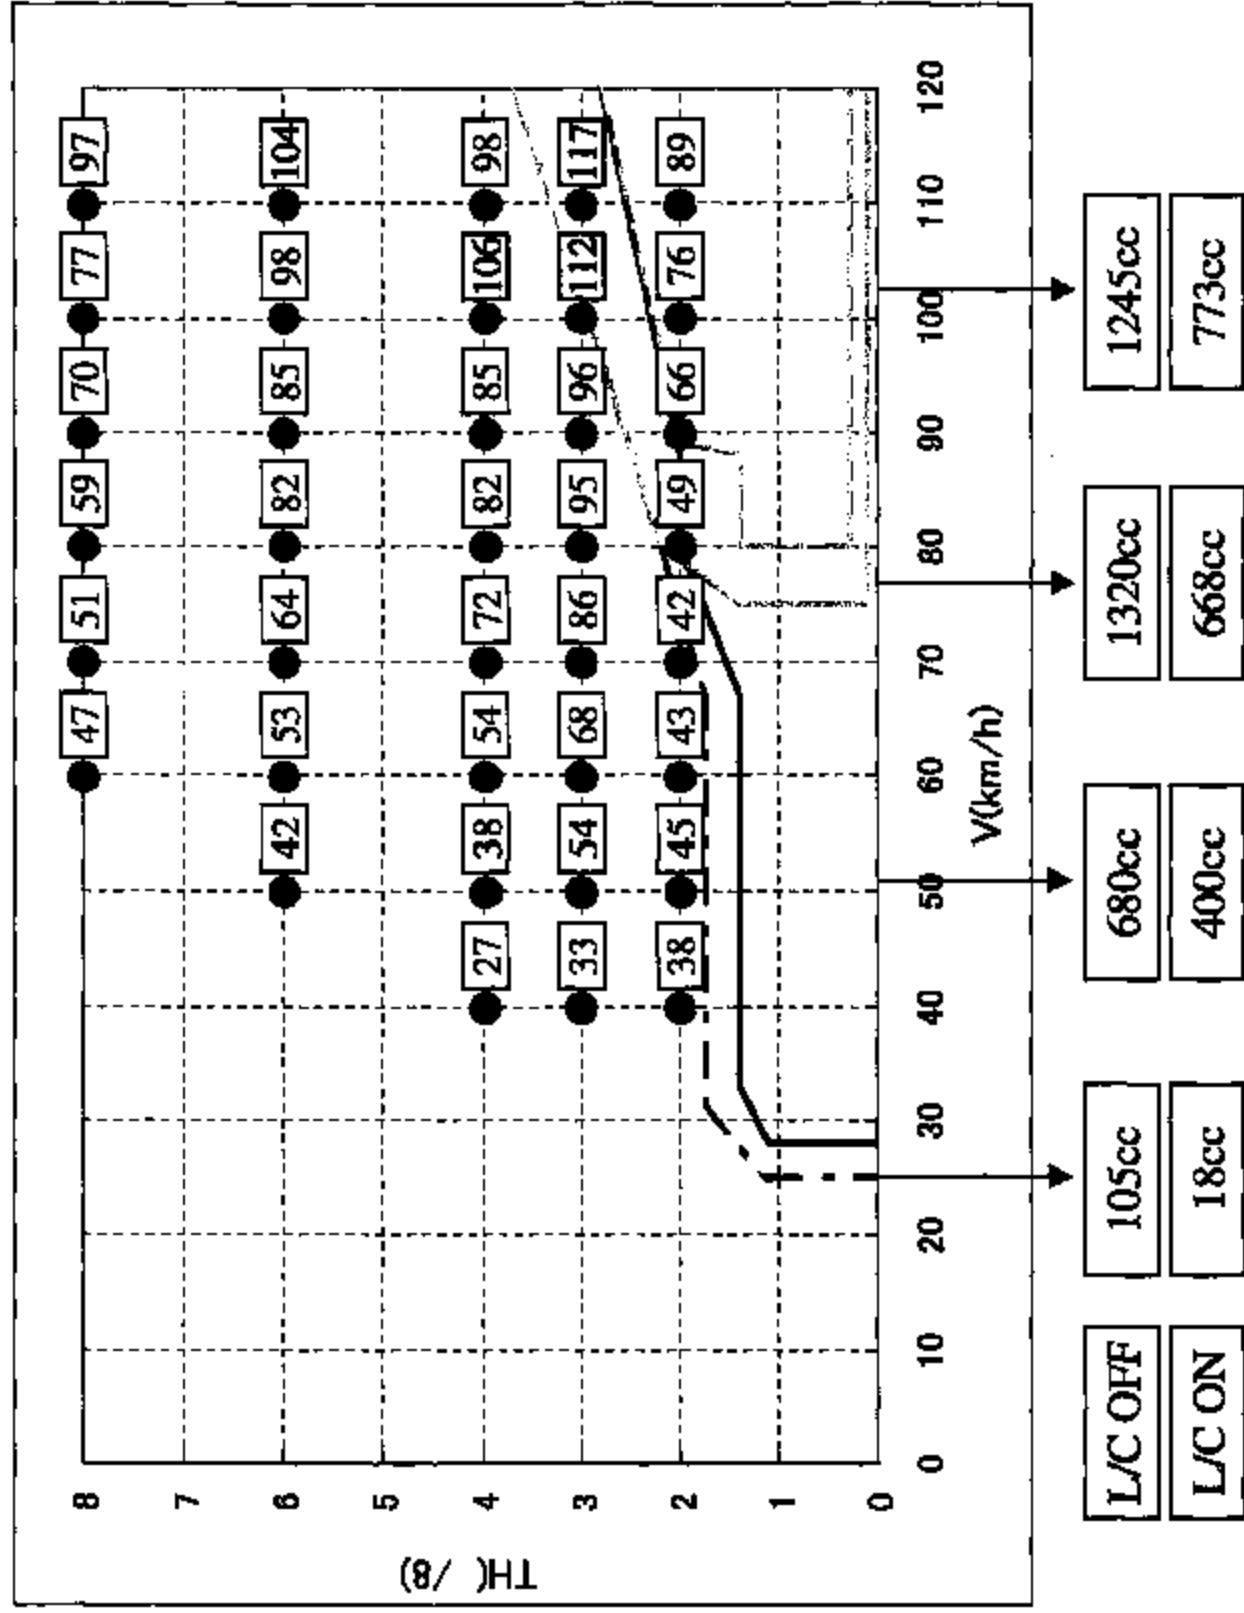 TH( /8)
8
47 51 59 70 77 97
7
6
42 53 64 82 85 98 104
5
4
27 38 54 72 82 85 106 98
3
33 54 68 86 95 96 112 117
2
38 45 43 42 49 66 76 89
1
0
0 10 20 30 40 50 60 70 80 90 100 110 120
V(km/h)
L/C OFF 105cc 680cc 1320cc 1245cc
L/C ON 18cc 400cc 668cc 773cc